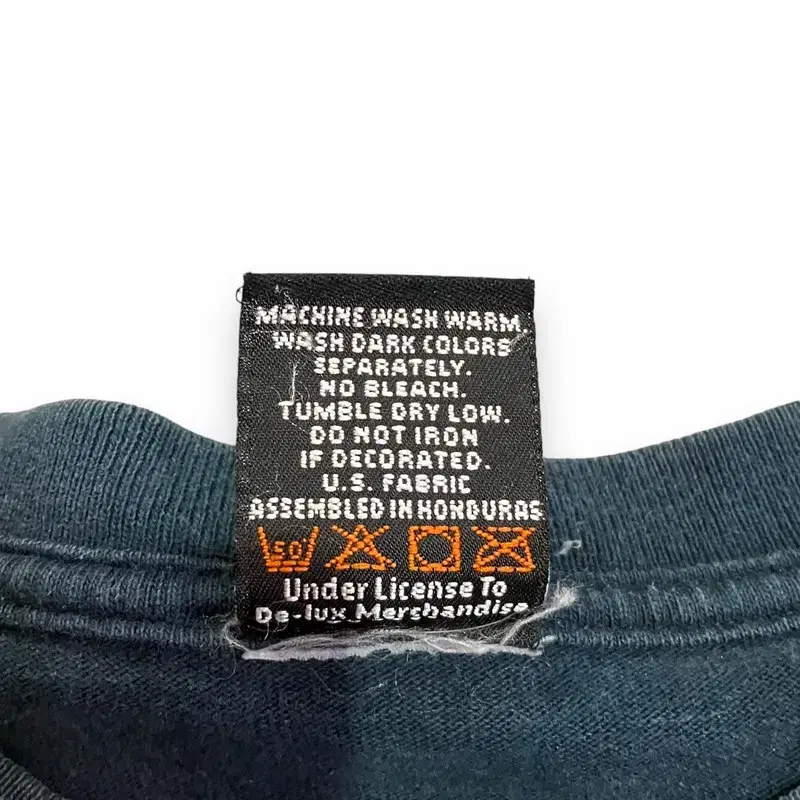 MACHINE WASH WARM.
WASH DARK COLORS
SEPARATELY.
NO BLEACH.
TUMBLE DRY LOW.
DO NOT IRON
IF DECORATED.
U.S. FABRIC
ASSEMBLED IN HONDURAS
50
Under License To
De-lux Merchandise